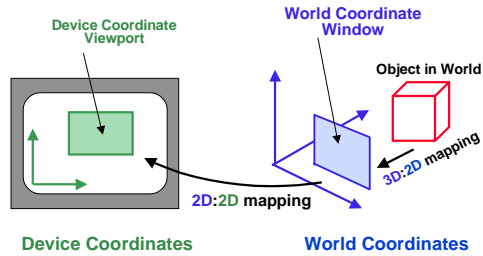 Device Coordinate
Viewport
World Coordinate
Window
Object in World
3D:2D mapping
2D:2D mapping
Device Coordinates
World Coordinates